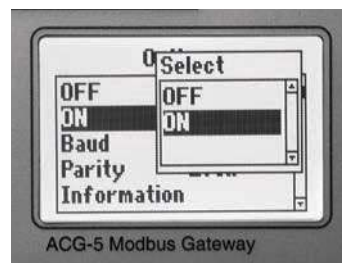 Select
OFF
OFF
ON
ON
Baud
Parity
Information
ACG-5 Modbus Gateway